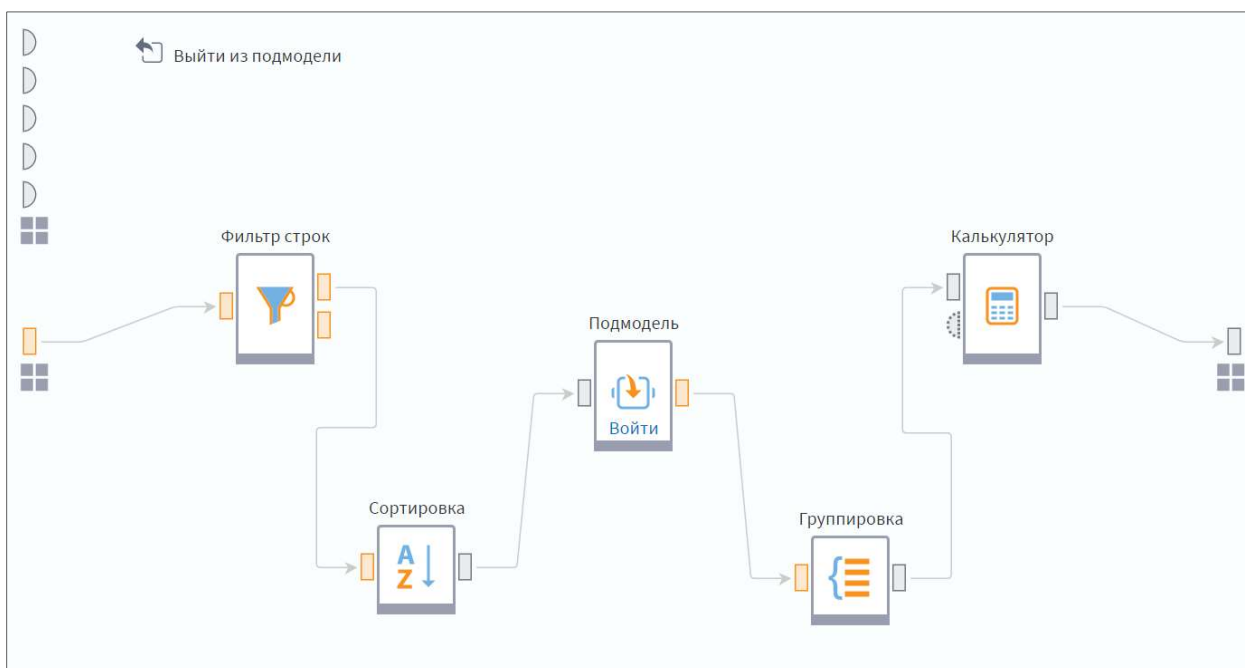 Выйти из подмодели
Фильтр строк
Калькулятор
Подмодель
Войти
Сортировка
A
Z
Группировка